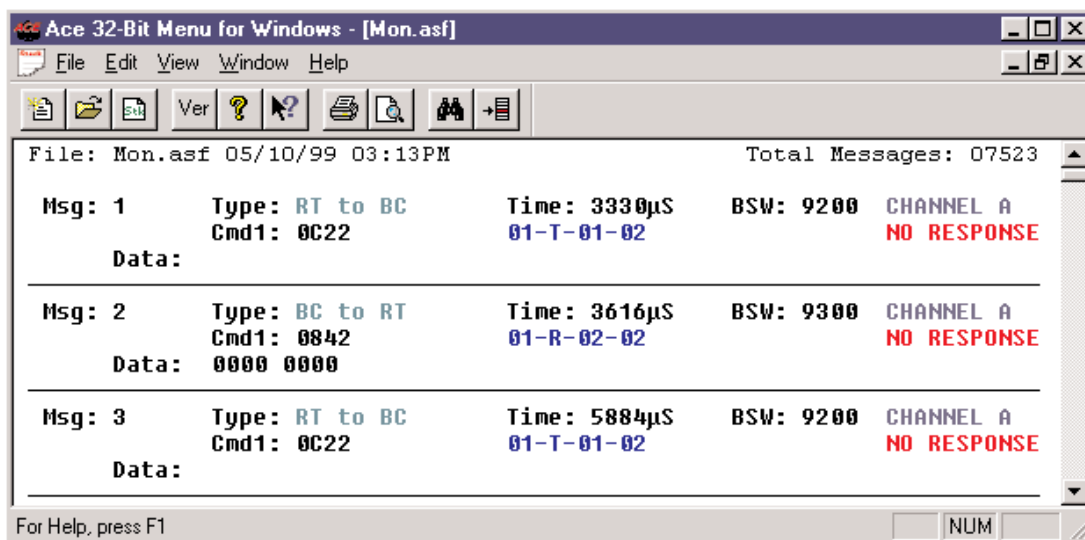 Ace 32-Bit Menu for Windows - [Mon.asf]
File Edit View Window Help
Stk Ver
File: Mon.asf 05/10/99 03:13PM Total Messages: 07523
Msg: 1 Type: RT to BC Time: 3330µS BSW: 9200 CHANNEL A
Cmd1: 0C22 01-T-01-02 NO RESPONSE
Data:
Msg: 2 Type: BC to RT Time: 3616µS BSW: 9300 CHANNEL A
Cmd1: 0842 01-R-02-02 NO RESPONSE
Data: 0000 0000
Msg: 3 Type: RT to BC Time: 5884µS BSW: 9200 CHANNEL A
Cmd1: 0C22 01-T-01-02 NO RESPONSE
Data:
For Help, press F1 NUM